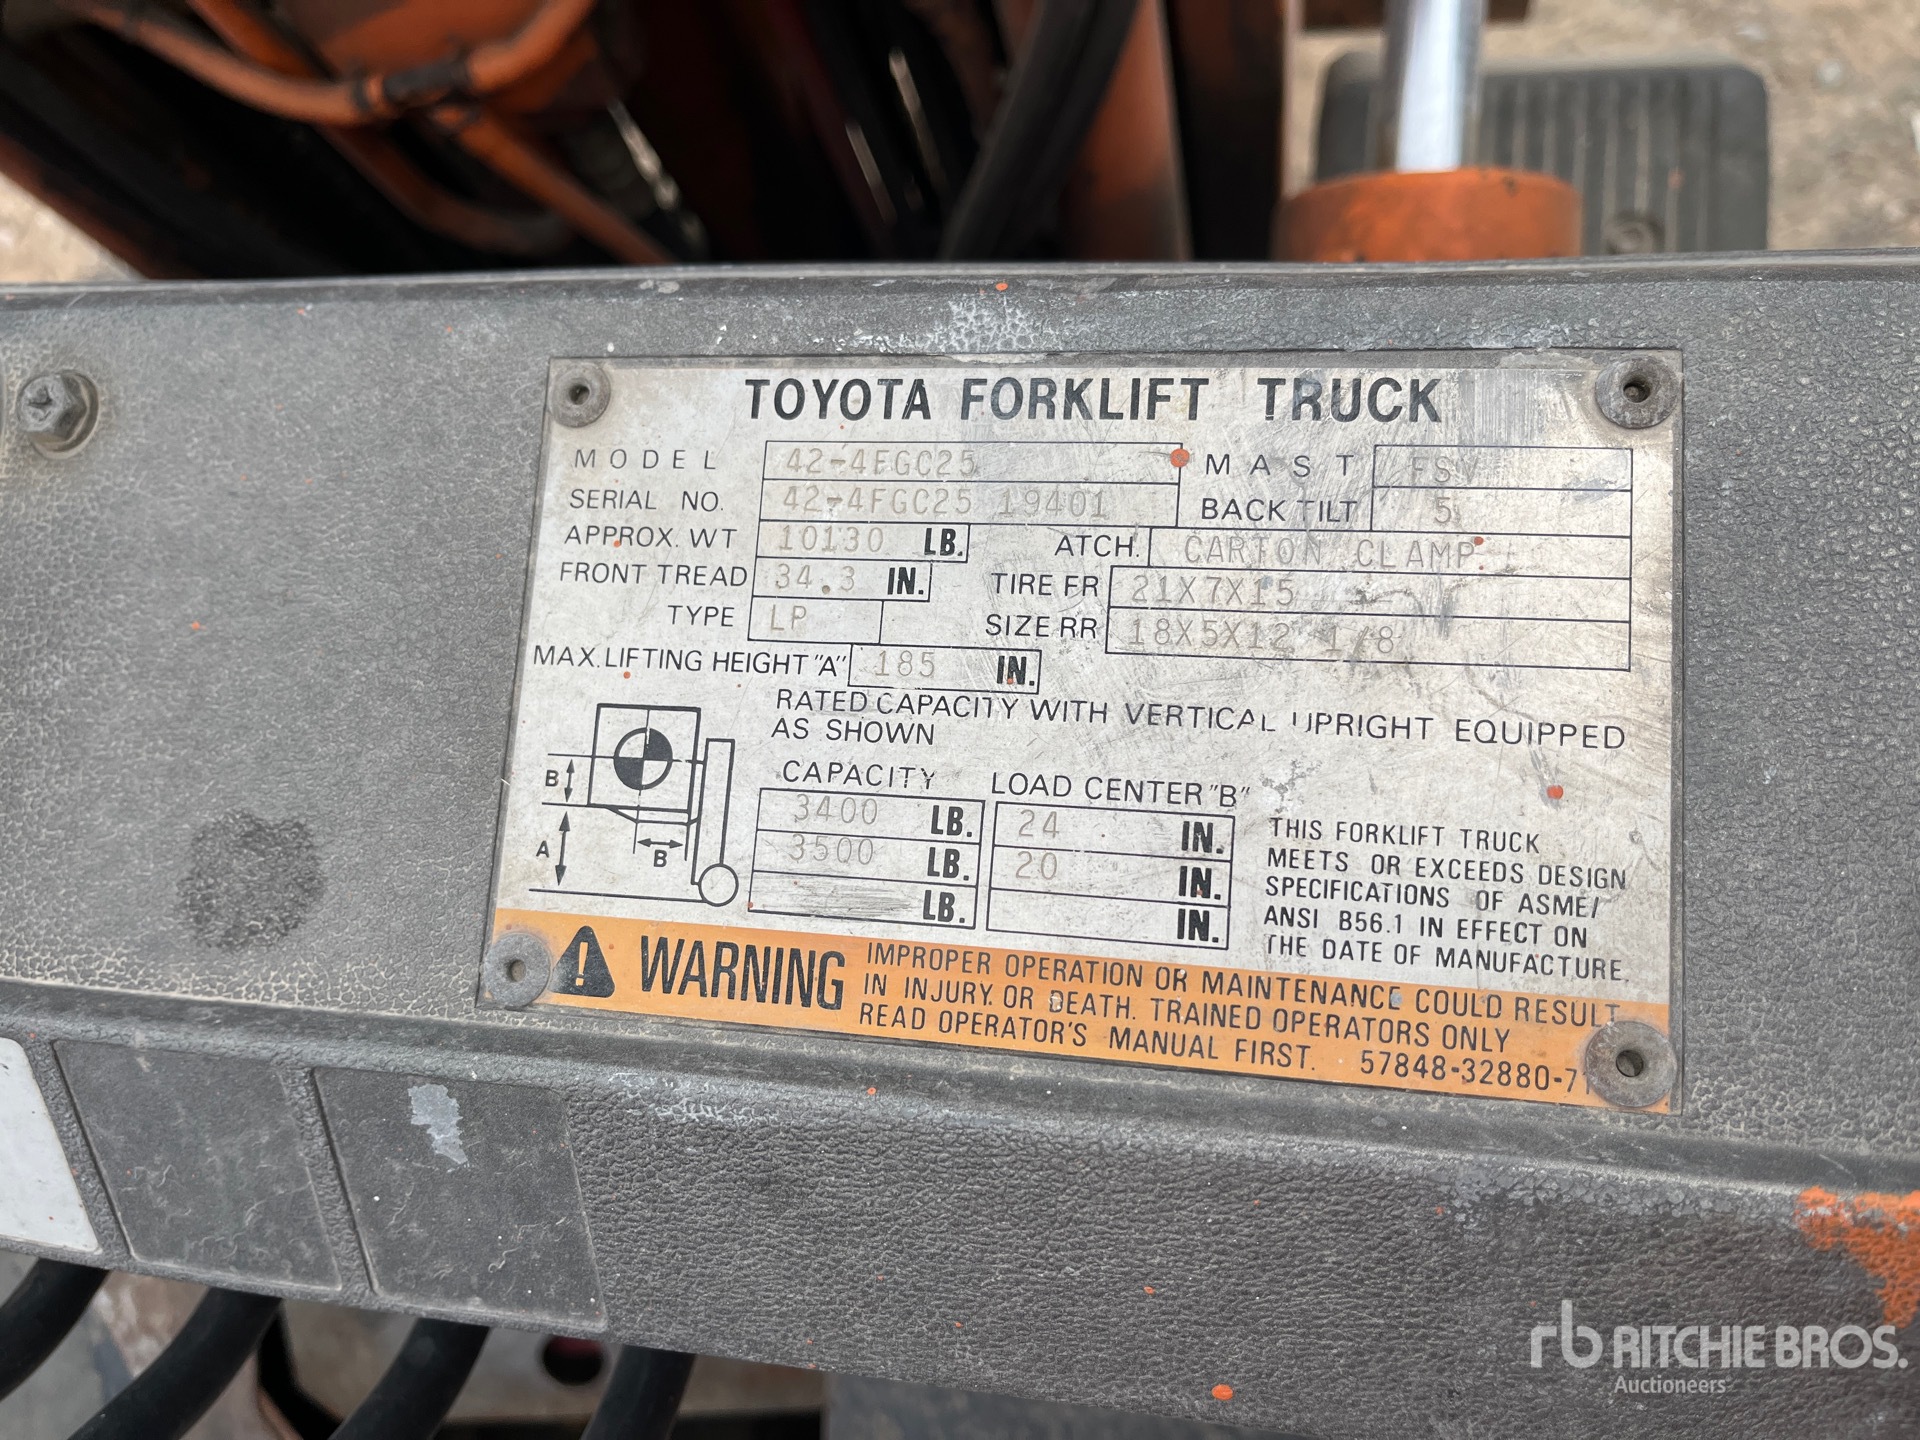 TOYOTA FORKLIFT TRUCK
MODEL 42-4FGC25 MAST FSV
SERIAL NO. 42-4FGC25 19401 BACK TILT 5
APPROX. WT 10130 LB. ATCH. CARTON CLAMP
FRONT TREAD 34.3 IN. TIRE FR 21X7X15
TYPE LP SIZE RR 18X5X12 1/8
MAX. LIFTING HEIGHT "A" 185 IN.
RATED CAPACITY WITH VERTICAL UPRIGHT EQUIPPED
AS SHOWN
CAPACITY LOAD CENTER "B"
3400 LB. 24 IN.
3500 LB. 20 IN.
LB. IN.
B
A
B
THIS FORKLIFT TRUCK
MEETS OR EXCEEDS DESIGN
SPECIFICATIONS OF ASME/
ANSI B56.1 IN EFFECT ON
THE DATE OF MANUFACTURE.
WARNING
IMPROPER OPERATION OR MAINTENANCE COULD RESULT
IN INJURY OR DEATH. TRAINED OPERATORS ONLY
READ OPERATOR'S MANUAL FIRST. 57848-32880-71
rb RITCHIE BROS.
Auctioneers